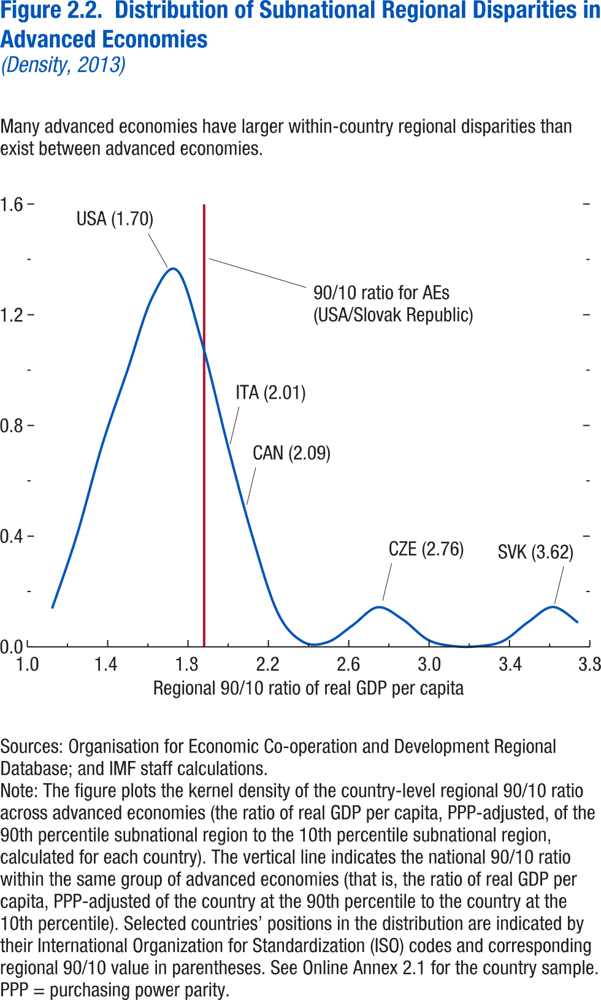 Figure 2.2.  Distribution of Subnational Regional Disparities in
Advanced Economies
(Density, 2013)
Many advanced economies have larger within-country regional disparities than
exist between advanced economies.
1.6
USA (1.70)
90/10 ratio for AEs
(USA/Slovak Republic)
1.2
ITA (2.01)
0.8
CAN (2.09)
0.4
CZE (2.76)
SVK (3.62)
0.0
1.0 1.4 1.8 2.2 2.6 3.0 3.4 3.8
Regional 90/10 ratio of real GDP per capita
Sources: Organisation for Economic Co-operation and Development Regional
Database; and IMF staff calculations.
Note: The figure plots the kernel density of the country-level regional 90/10 ratio
across advanced economies (the ratio of real GDP per capita, PPP-adjusted, of the
90th percentile subnational region to the 10th percentile subnational region,
calculated for each country). The vertical line indicates the national 90/10 ratio
within the same group of advanced economies (that is, the ratio of real GDP per
capita, PPP-adjusted of the country at the 90th percentile to the country at the
10th percentile). Selected countries’ positions in the distribution are indicated by
their International Organization for Standardization (ISO) codes and corresponding
regional 90/10 value in parentheses. See Online Annex 2.1 for the country sample.
PPP = purchasing power parity.